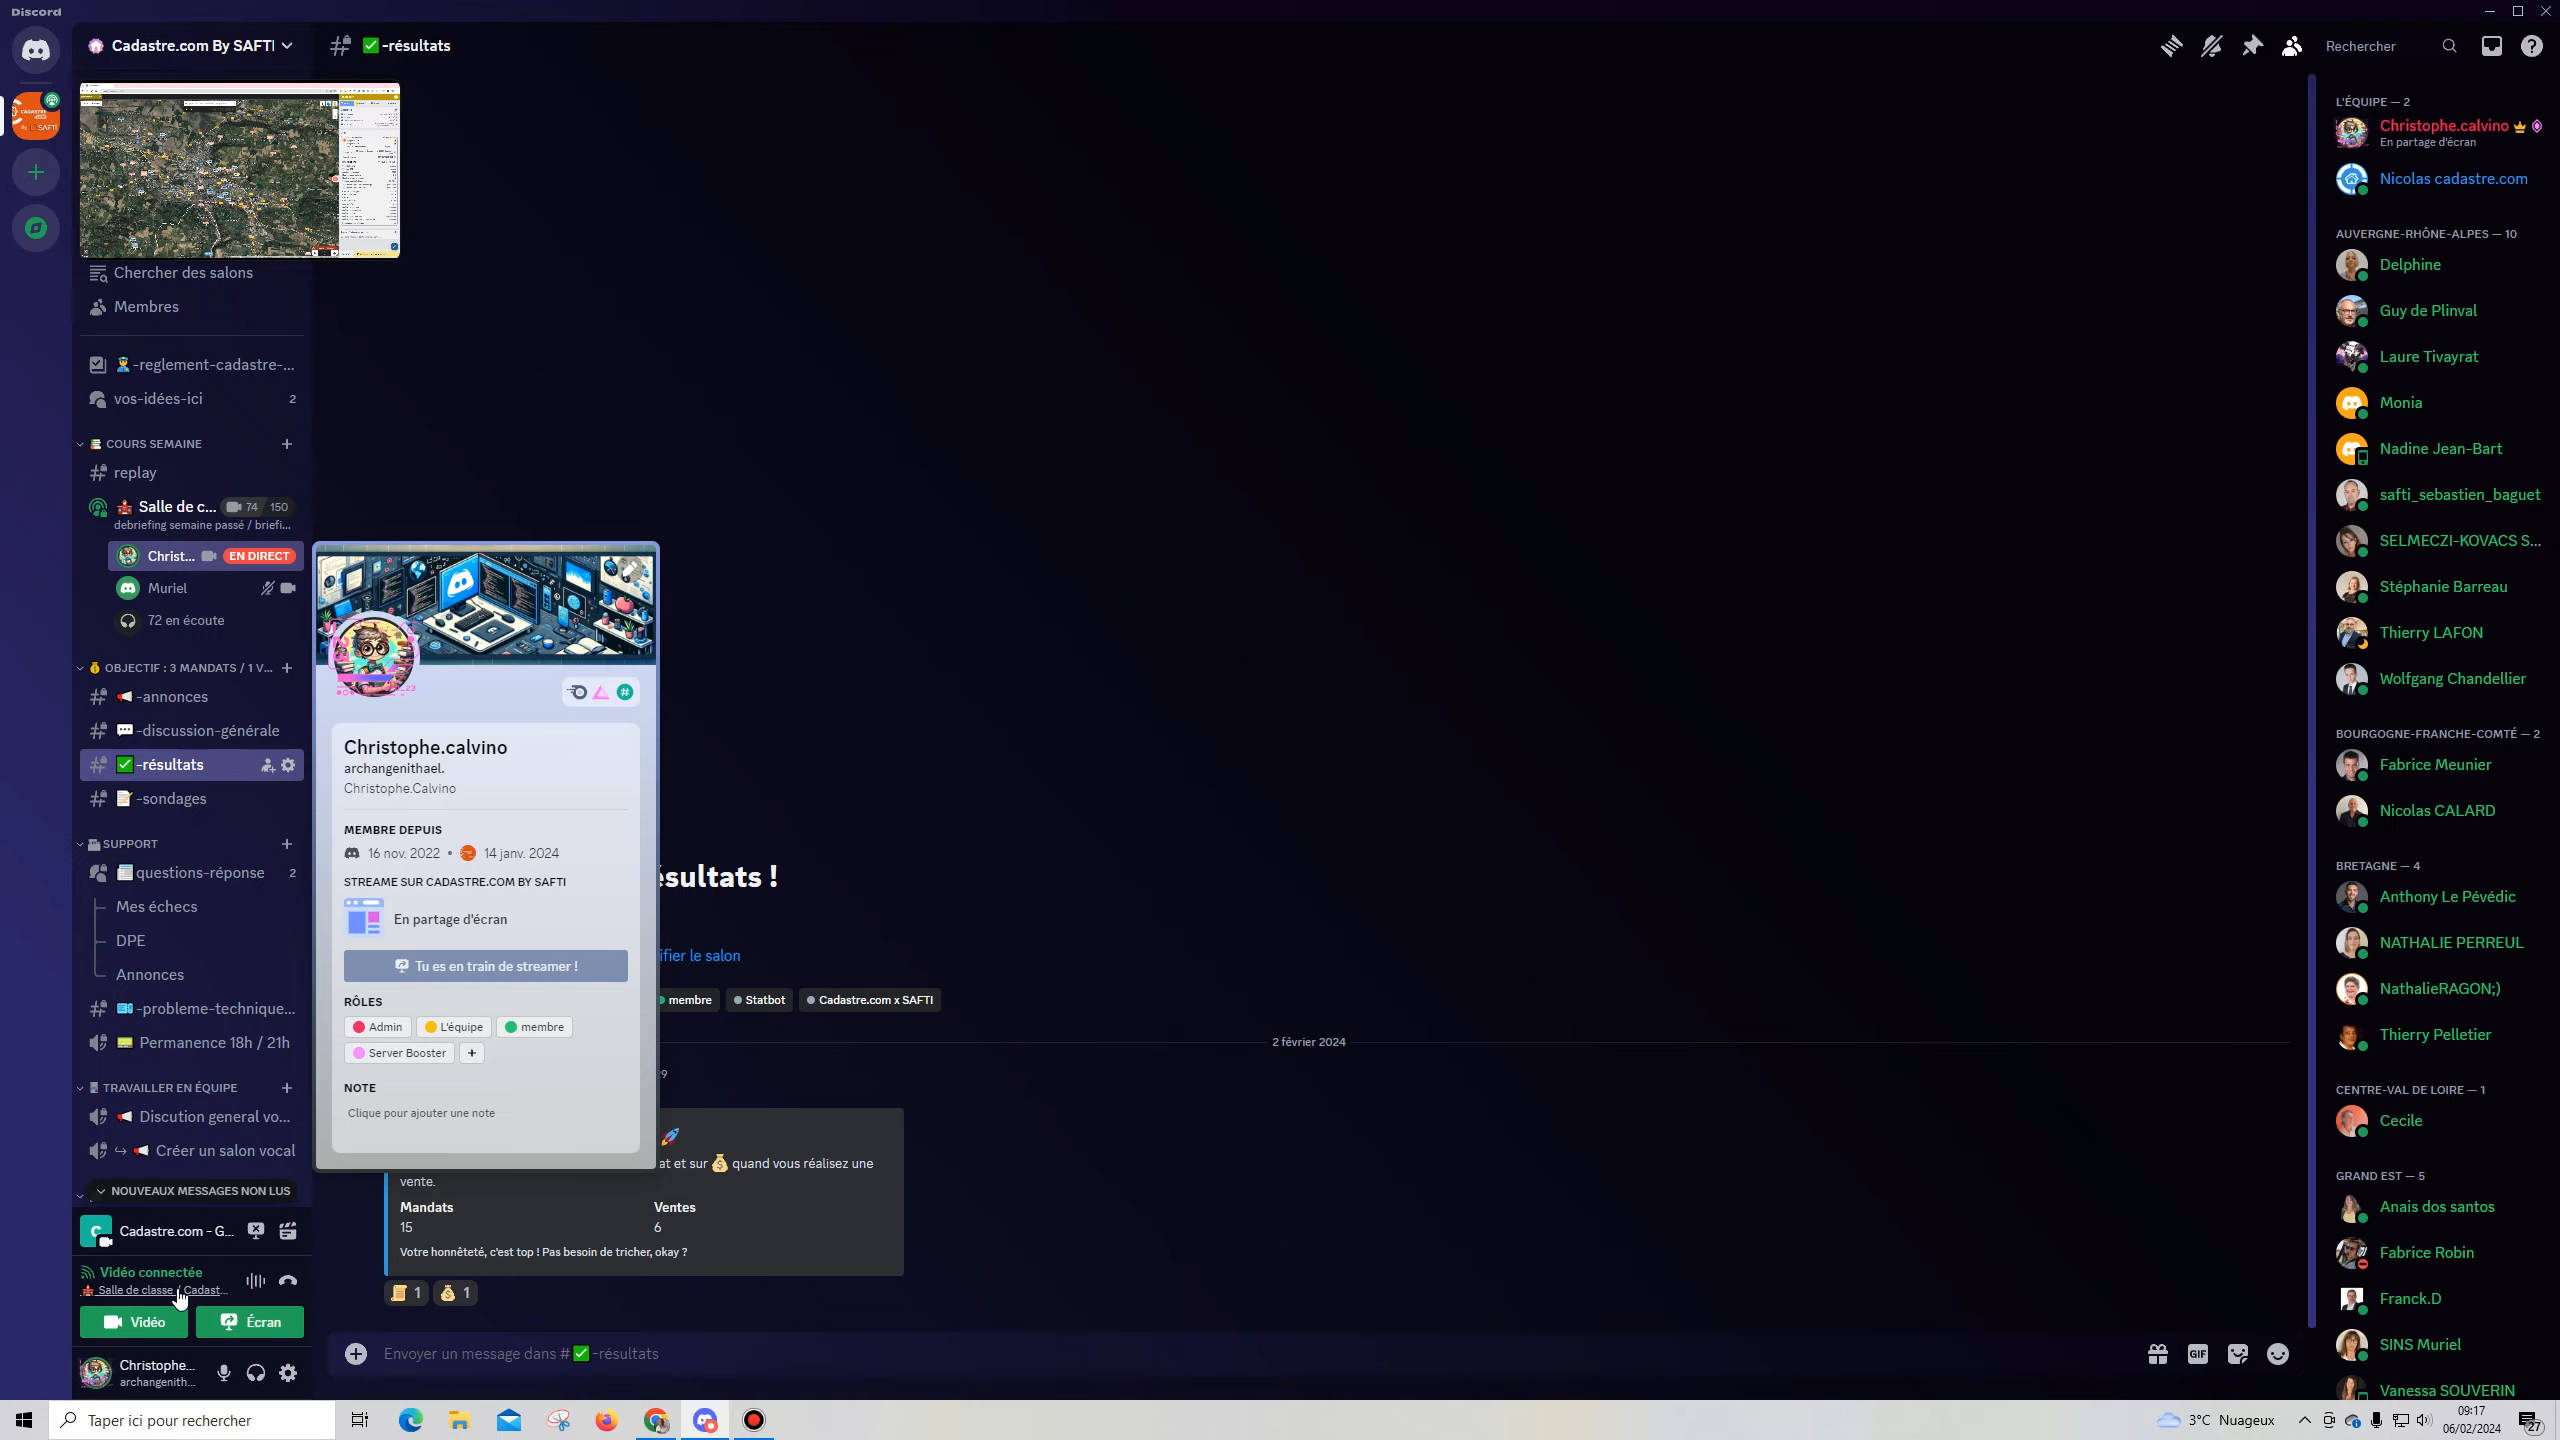 Discord
Cadastre.com By SAFTI
✅-résultats
Rechercher
Chercher des salons
Membres
-reglement-cadastre-...
vos-idées-ici 2
COURS SEMAINE
replay
Salle de c... 74 150
debriefing semaine passé / briefi...
Christ... EN DIRECT
Muriel
72 en écoute
OBJECTIF : 3 MANDATS / 1 V...
-annonces
-discussion-générale
✅-résultats
-sondages
SUPPORT
questions-réponse 2
Mes échecs
DPE
Annonces
-probleme-technique...
Permanence 18h / 21h
TRAVAILLER EN ÉQUIPE
Discution general vo...
Créer un salon vocal
NOUVEAUX MESSAGES NON LUS
Cadastre.com - G...
Vidéo connectée
Salle de classe / Cadast...
Vidéo
Écran
Christophe...
archangenith...
Christophe.calvino
archangenithael.
Christophe.Calvino
MEMBRE DEPUIS
16 nov. 2022 • 14 janv. 2024
STREAME SUR CADASTRE.COM BY SAFTI
En partage d'écran
Tu es en train de streamer !
RÔLES
Admin
L'équipe
membre
Server Booster
+
NOTE
Clique pour ajouter une note
ésultats !
ifier le salon
membre
Statbot
Cadastre.com x SAFTI
2 février 2024
at et sur 💰 quand vous réalisez une
vente.
Mandats Ventes
15 6
Votre honnêteté, c'est top ! Pas besoin de tricher, okay ?
1 1
Envoyer un message dans #✅-résultats
GIF
L'ÉQUIPE — 2
Christophe.calvino
En partage d'écran
Nicolas cadastre.com
AUVERGNE-RHÔNE-ALPES — 10
Delphine
Guy de Plinval
Laure Tivayrat
Monia
Nadine Jean-Bart
safti_sebastien_baguet
SELMECZI-KOVACS S...
Stéphanie Barreau
Thierry LAFON
Wolfgang Chandellier
BOURGOGNE-FRANCHE-COMTÉ — 2
Fabrice Meunier
Nicolas CALARD
BRETAGNE — 4
Anthony Le Pévédic
NATHALIE PERREUL
NathalieRAGON;)
Thierry Pelletier
CENTRE-VAL DE LOIRE — 1
Cecile
GRAND EST — 5
Anais dos santos
Fabrice Robin
Franck.D
SINS Muriel
Vanessa SOUVERIN
Taper ici pour rechercher
3°C Nuageux
09:17
06/02/2024
27